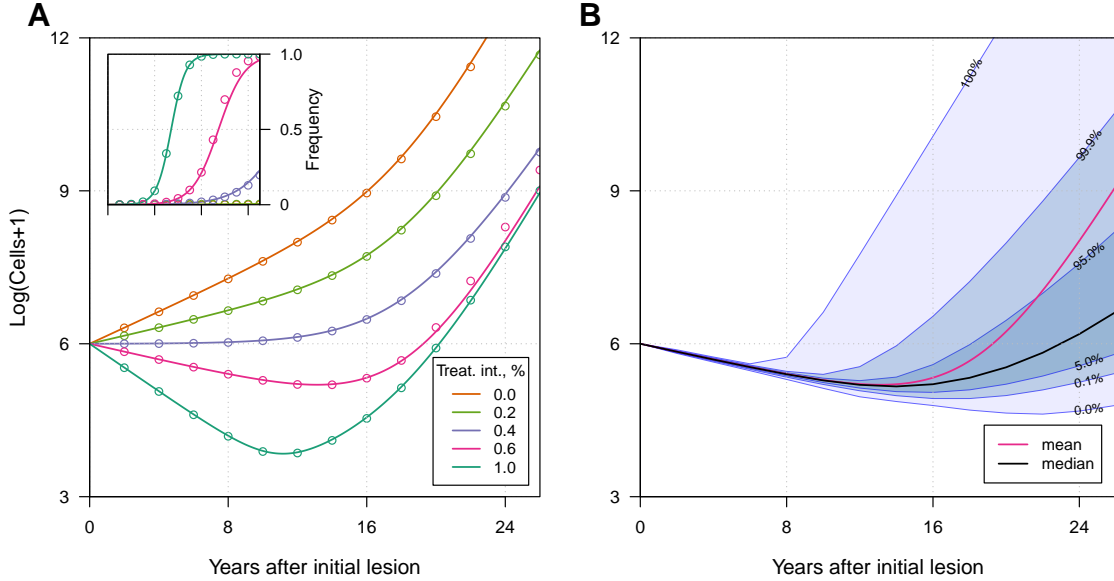 A
12
9
6
3
Log(Cells+1)
0 8 16 24
Years after initial lesion
1.0
0.5
0
Frequency
Treat. int., %
0.0
0.2
0.4
0.6
1.0
B
12
9
6
3
0 8 16 24
Years after initial lesion
100%
99.9%
95.0%
5.0%
0.1%
0.0%
mean
median